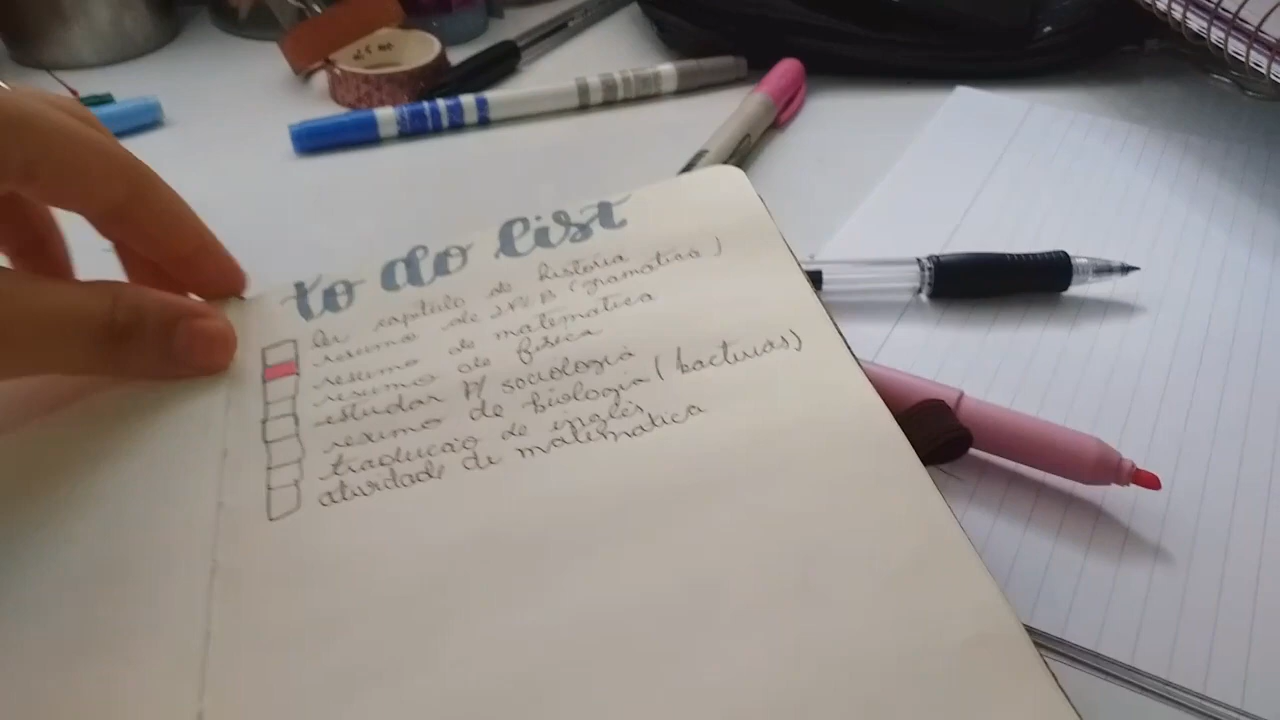 to do list
ler capítulo de história
resumo de (gramática)
resumo de matemática
resumo de física
estudar p/ sociologia
resumo de biologia (bactérias)
tradução de inglês
atividade de matemática